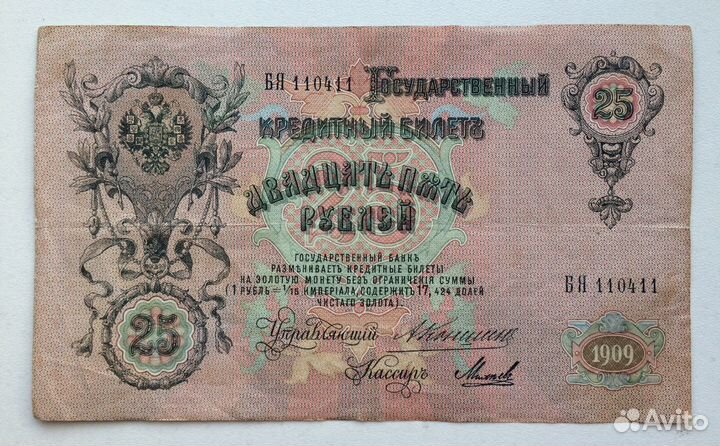 БЯ 110411 Государственный
25
Кредитный Билетъ
Двадцать пять
рублей
Государственный Банкъ
размѣниваетъ кредитные билеты
на золотую монету безъ ограниченія суммы
(1 рубль = 1/15 имперіала, содержитъ 17,424 долей
чистаго золота).
БЯ 110411
25
Управляющій
Кассиръ
1909
Avito